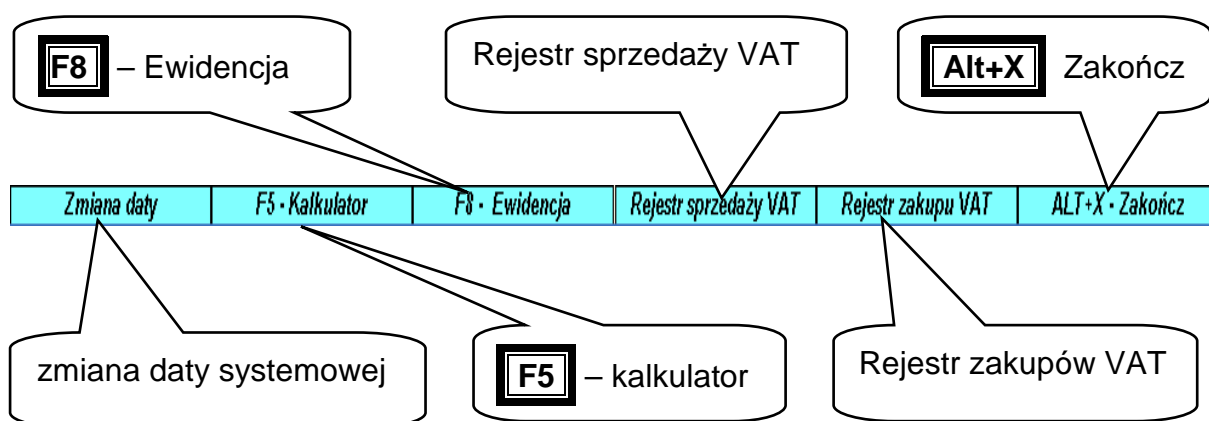 F8 – Ewidencja
Rejestr sprzedaży VAT
Alt+X Zakończ
Zmiana daty
F5 - Kalkulator
F8 - Ewidencja
Rejestr sprzedaży VAT
Rejestr zakupu VAT
ALT+X - Zakończ
zmiana daty systemowej
F5 – kalkulator
Rejestr zakupów VAT